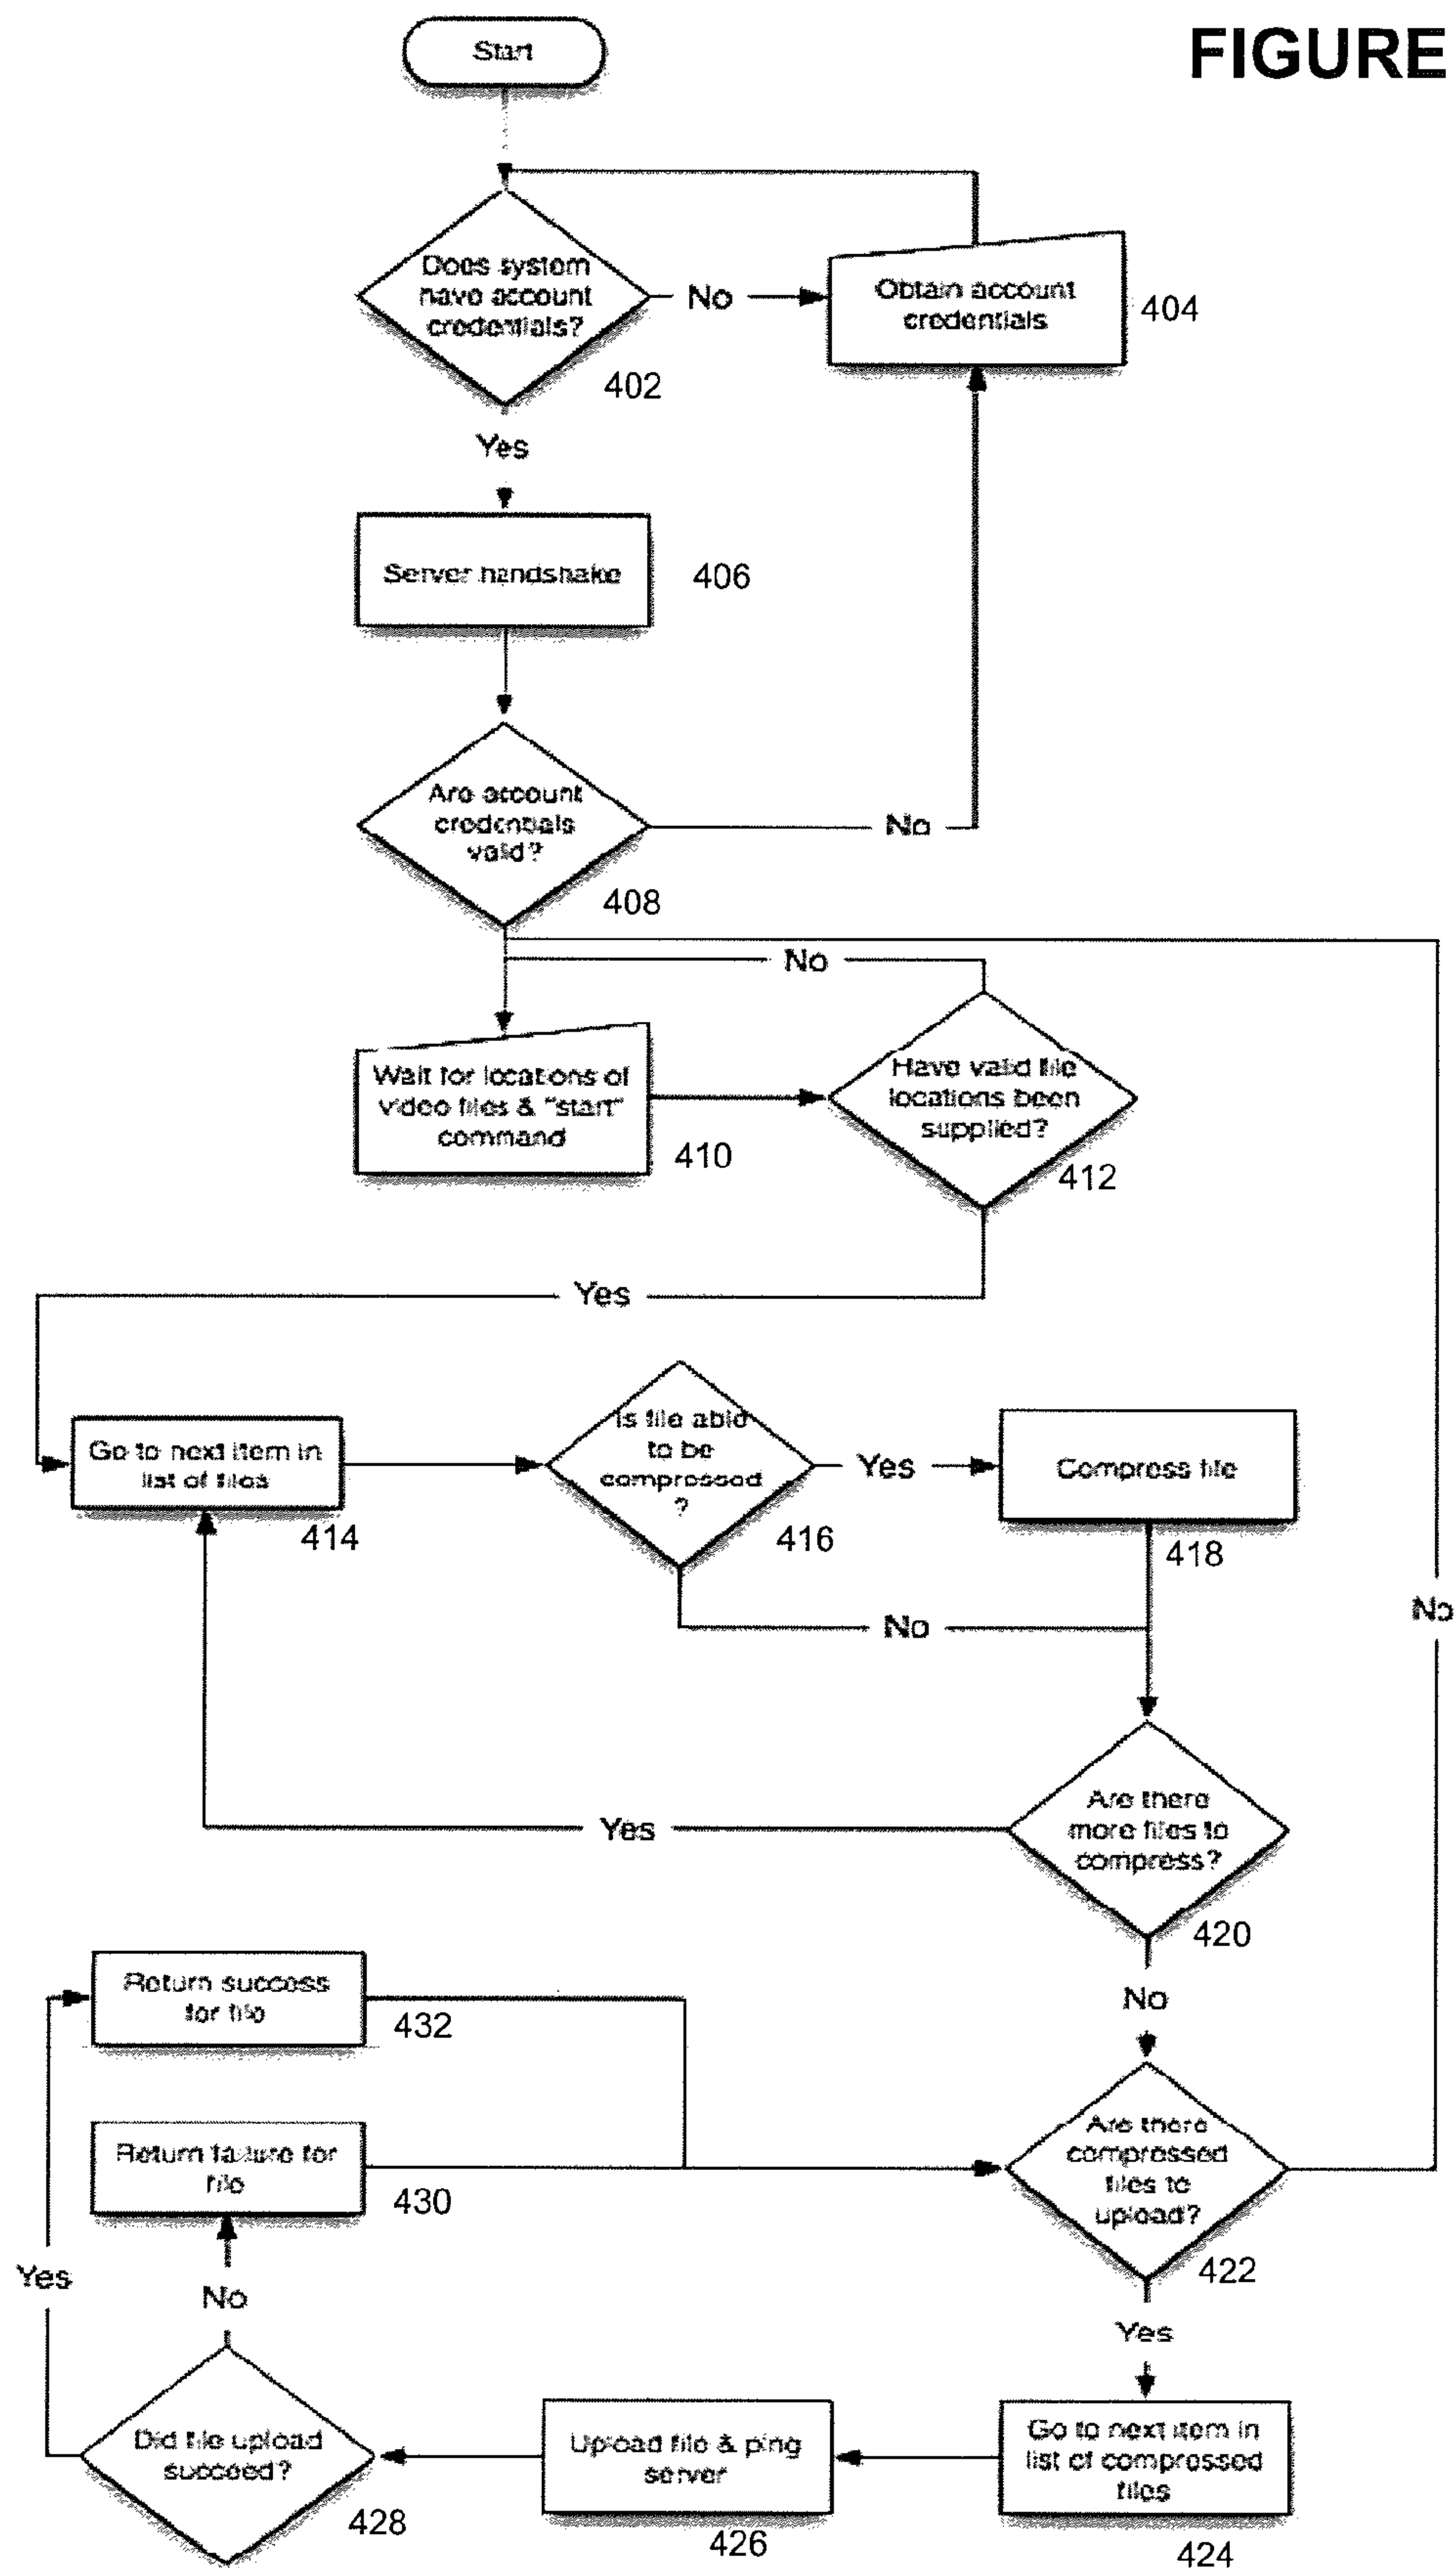 FIGURE
Start
Does system
have account
credentials?
402
No
Obtain account
credentials
404
Yes
Server handshake
406
Are account
credentials
valid?
408
No
No
Wait for locations of
video files & "start"
command
410
Have valid file
locations been
supplied?
412
Yes
Go to next item in
list of files
414
Is file able
to be
compressed
?
416
Yes
Compress file
418
No
No
Are there
more files to
compress?
420
Yes
No
Return success
for file
432
Return failure for
file
430
Are there
compressed
files to
upload?
422
Yes
No
Yes
Did file upload
succeed?
428
Upload file & ping
server
426
Go to next item in
list of compressed
files
424